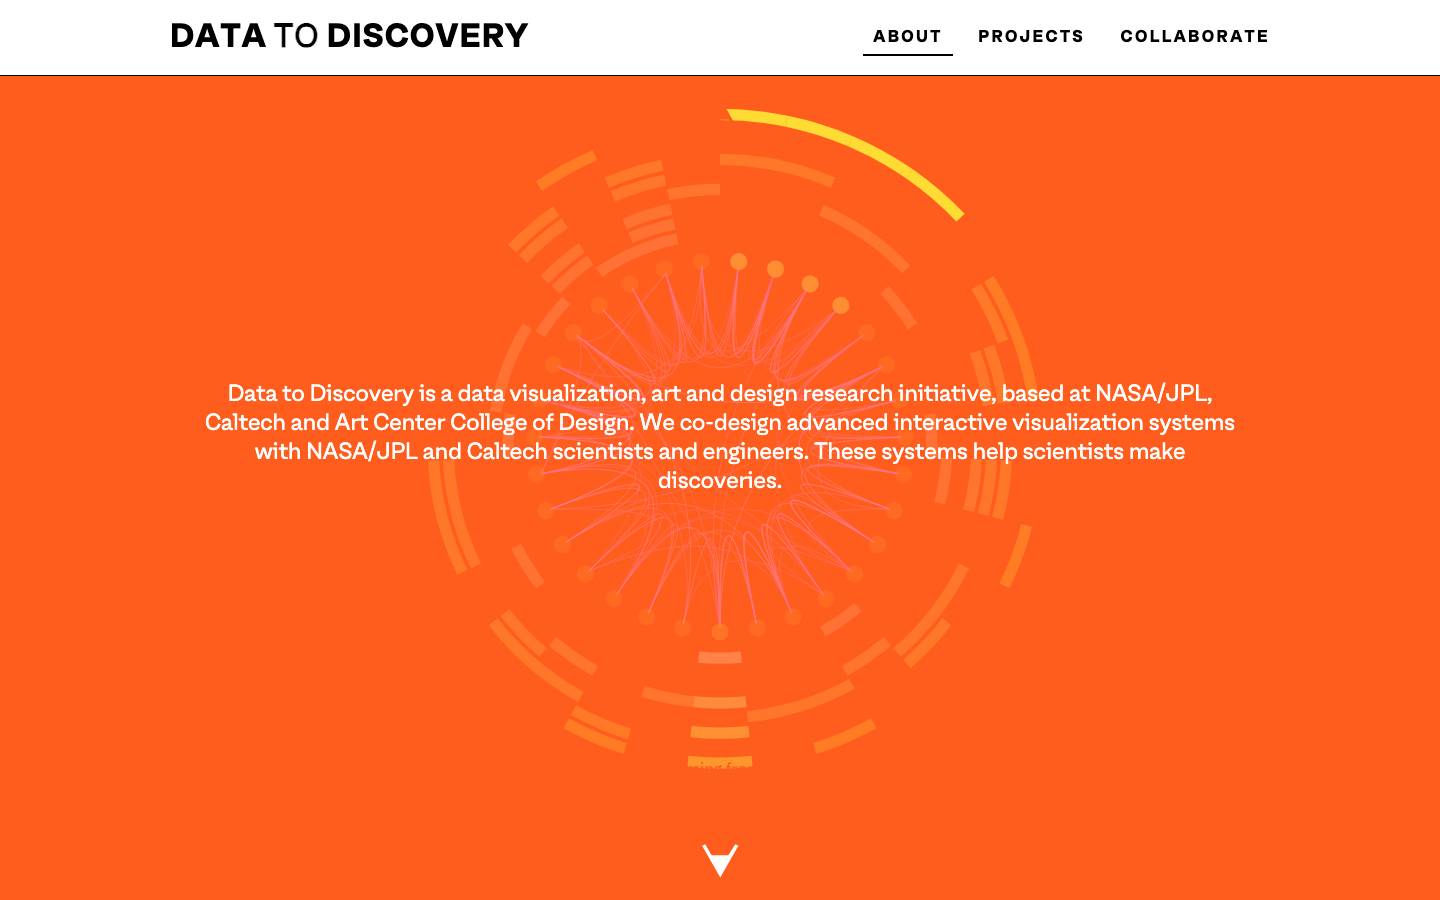 DATA TO DISCOVERY
ABOUT PROJECTS COLLABORATE
Data to Discovery is a data visualization, art and design research initiative, based at NASA/JPL,
Caltech and Art Center College of Design. We co-design advanced interactive visualization systems
with NASA/JPL and Caltech scientists and engineers. These systems help scientists make
discoveries.